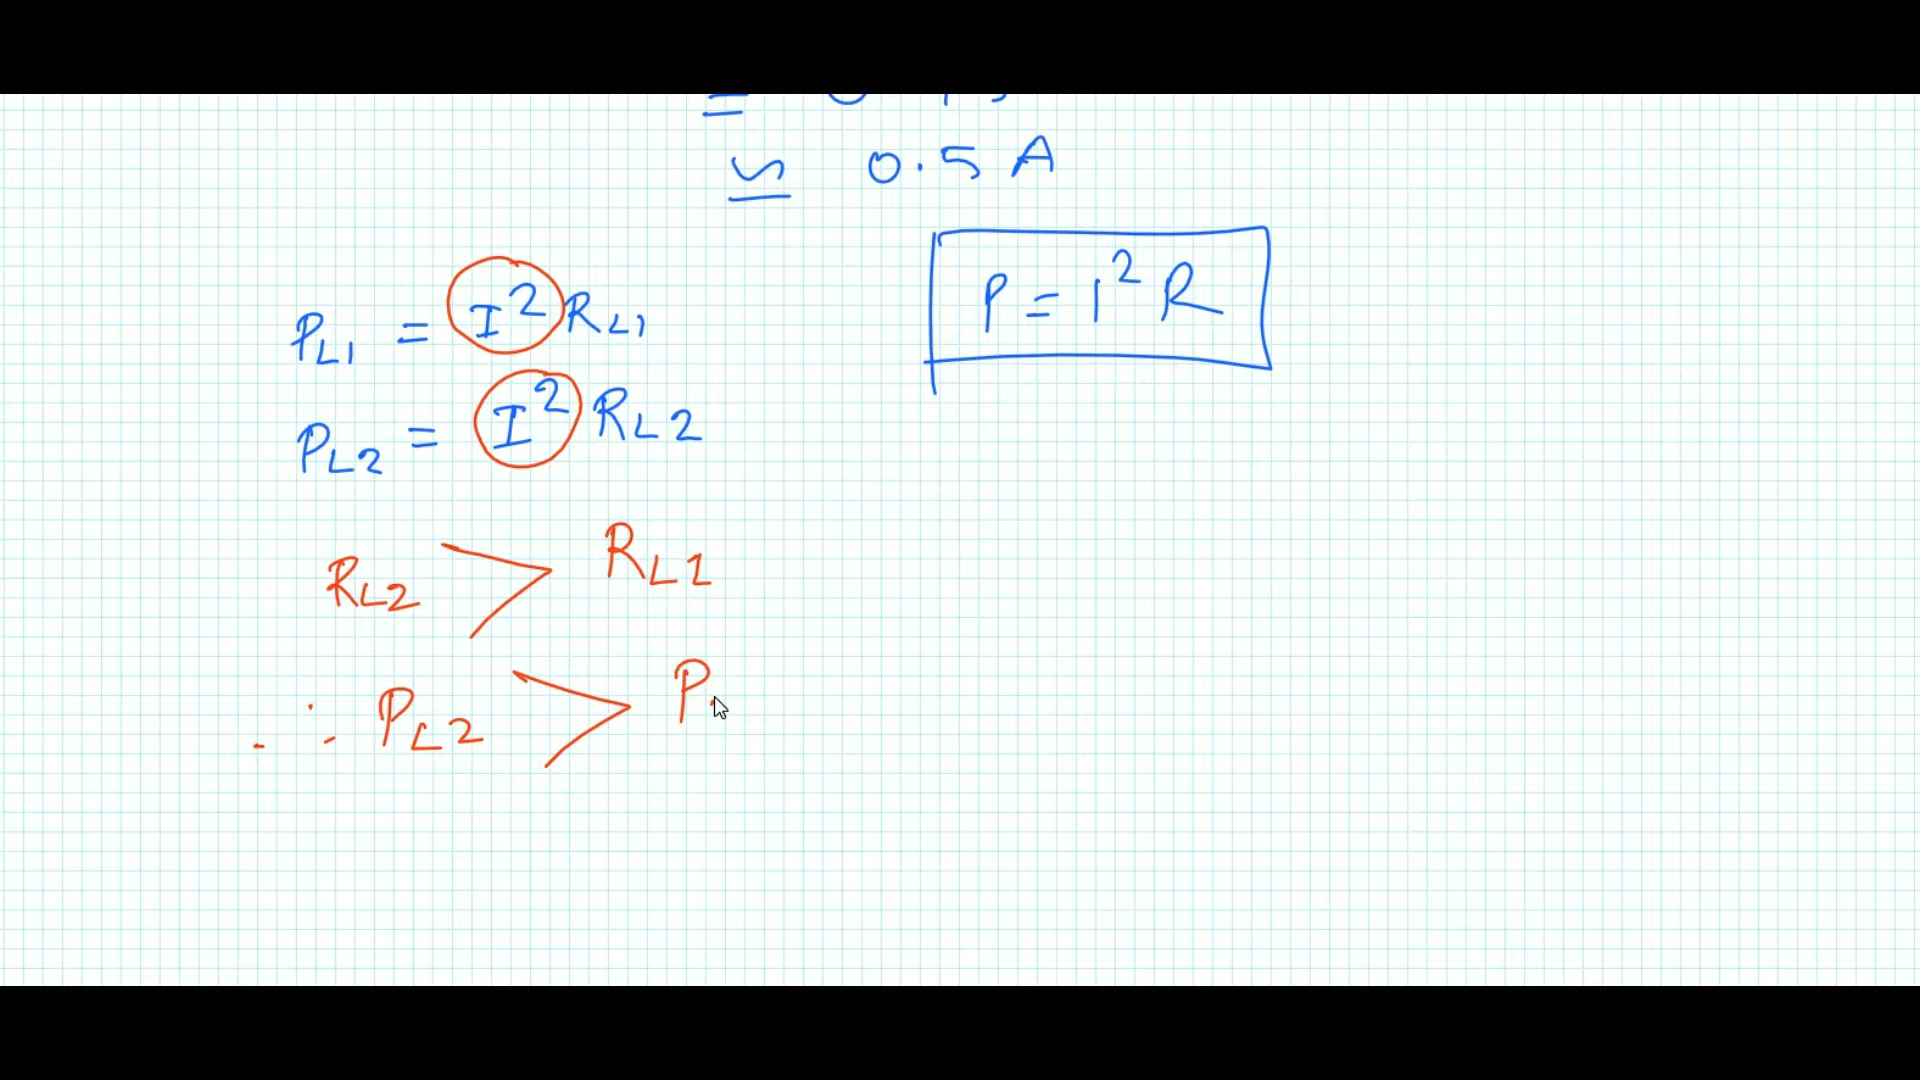 ≃ 0.5 A
P = I² R
P_L1 = I² R_L1
P_L2 = I² R_L2
R_L2 > R_L1
∴ P_L2 > P